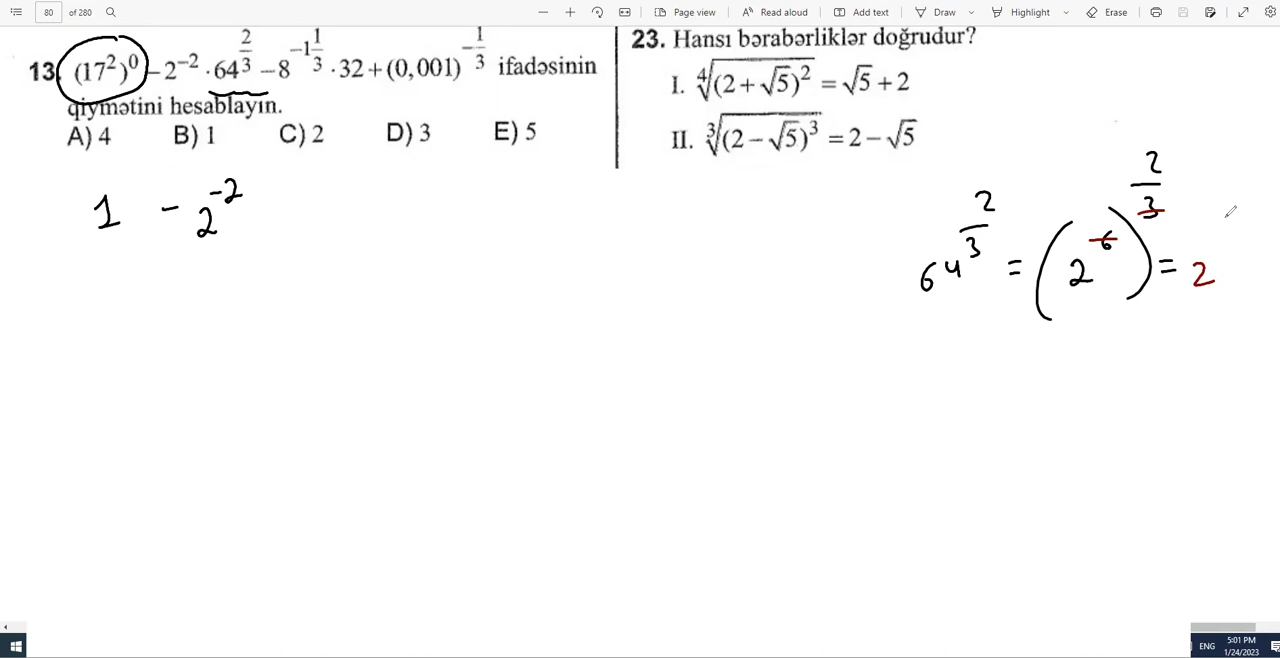 80 of 280 Page view Read aloud Add text Draw Highlight Erase
13. (17²)⁰ − 2⁻² · 64^(2/3) − 8^(−1 1/3) · 32 + (0,001)^(−1/3) ifadəsinin
qiymətini hesablayın.
A) 4 B) 1 C) 2 D) 3 E) 5
23. Hansı bərabərliklər doğrudur?
I. ⁴√(2+√5)² = √5 + 2
II. ³√(2−√5)³ = 2 − √5
1 − 2⁻²
64^(2/3) = (2⁶)^(2/3) = 2
ENG 5:01 PM
1/24/2023